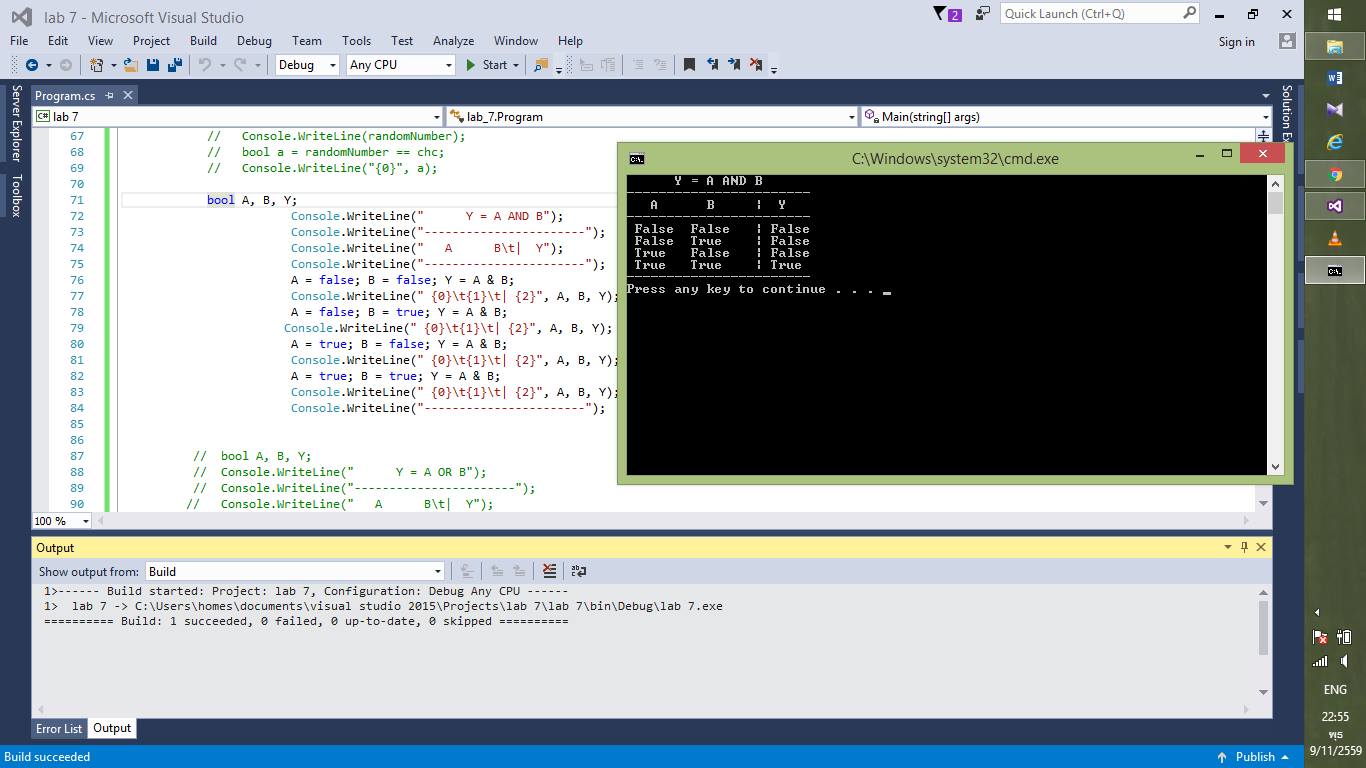 lab 7 - Microsoft Visual Studio
2
Quick Launch (Ctrl+Q)
File Edit View Project Build Debug Team Tools Test Analyze Window Help
Sign in
Debug Any CPU Start
Server Explorer
Toolbox
Program.cs
Solution Ex
lab 7 lab_7.Program Main(string[] args)
67 // Console.WriteLine(randomNumber);
68 // bool a = randomNumber == chc;
69 // Console.WriteLine("{0}", a);
70
71 bool A, B, Y;
72 Console.WriteLine("      Y = A AND B");
73 Console.WriteLine("-----------------------");
74 Console.WriteLine("   A      B\t|  Y");
75 Console.WriteLine("-----------------------");
76 A = false; B = false; Y = A & B;
77 Console.WriteLine(" {0}\t{1}\t| {2}", A, B, Y);
78 A = false; B = true; Y = A & B;
79 Console.WriteLine(" {0}\t{1}\t| {2}", A, B, Y);
80 A = true; B = false; Y = A & B;
81 Console.WriteLine(" {0}\t{1}\t| {2}", A, B, Y);
82 A = true; B = true; Y = A & B;
83 Console.WriteLine(" {0}\t{1}\t| {2}", A, B, Y);
84 Console.WriteLine("-----------------------");
85
86
87 // bool A, B, Y;
88 // Console.WriteLine("      Y = A OR B");
89 // Console.WriteLine("-----------------------");
90 // Console.WriteLine("   A      B\t|  Y");
100 %
C:\Windows\system32\cmd.exe
Y = A AND B
-----------------------
A B ¦ Y
-----------------------
False False ¦ False
False True ¦ False
True False ¦ False
True True ¦ True
-----------------------
Press any key to continue . . . _
Output
Show output from: Build
1>------ Build started: Project: lab 7, Configuration: Debug Any CPU ------
1>  lab 7 -> C:\Users\homes\documents\visual studio 2015\Projects\lab 7\lab 7\bin\Debug\lab 7.exe
========== Build: 1 succeeded, 0 failed, 0 up-to-date, 0 skipped ==========
Error List Output
Build succeeded
Publish
ENG
22:55
พุธ
9/11/2559